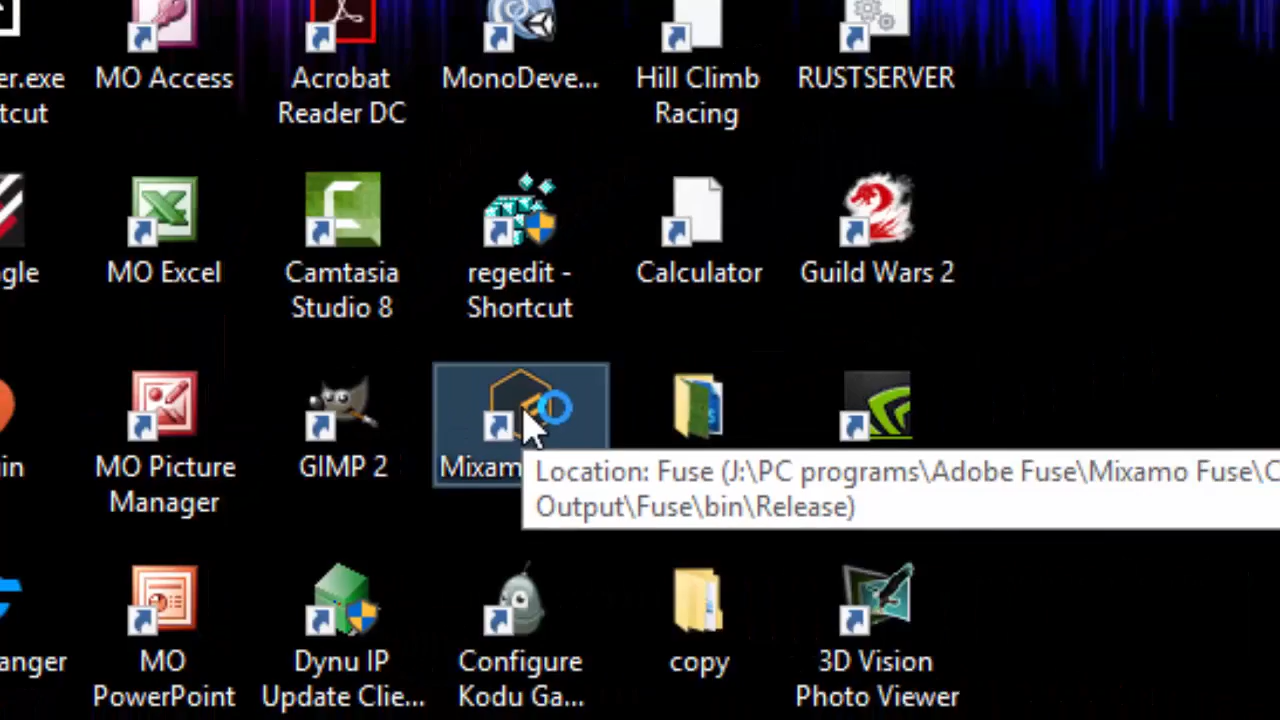 er.exe
tcut
MO Access
Acrobat
Reader DC
MonoDeve...
Hill Climb
Racing
RUSTSERVER
gle
MO Excel
Camtasia
Studio 8
regedit -
Shortcut
Calculator
Guild Wars 2
in
MO Picture
Manager
GIMP 2
Mixam
Location: Fuse (J:\PC programs\Adobe Fuse\Mixamo Fuse\C
Output\Fuse\bin\Release)
anger
MO
PowerPoint
Dynu IP
Update Clie...
Configure
Kodu Ga...
copy
3D Vision
Photo Viewer